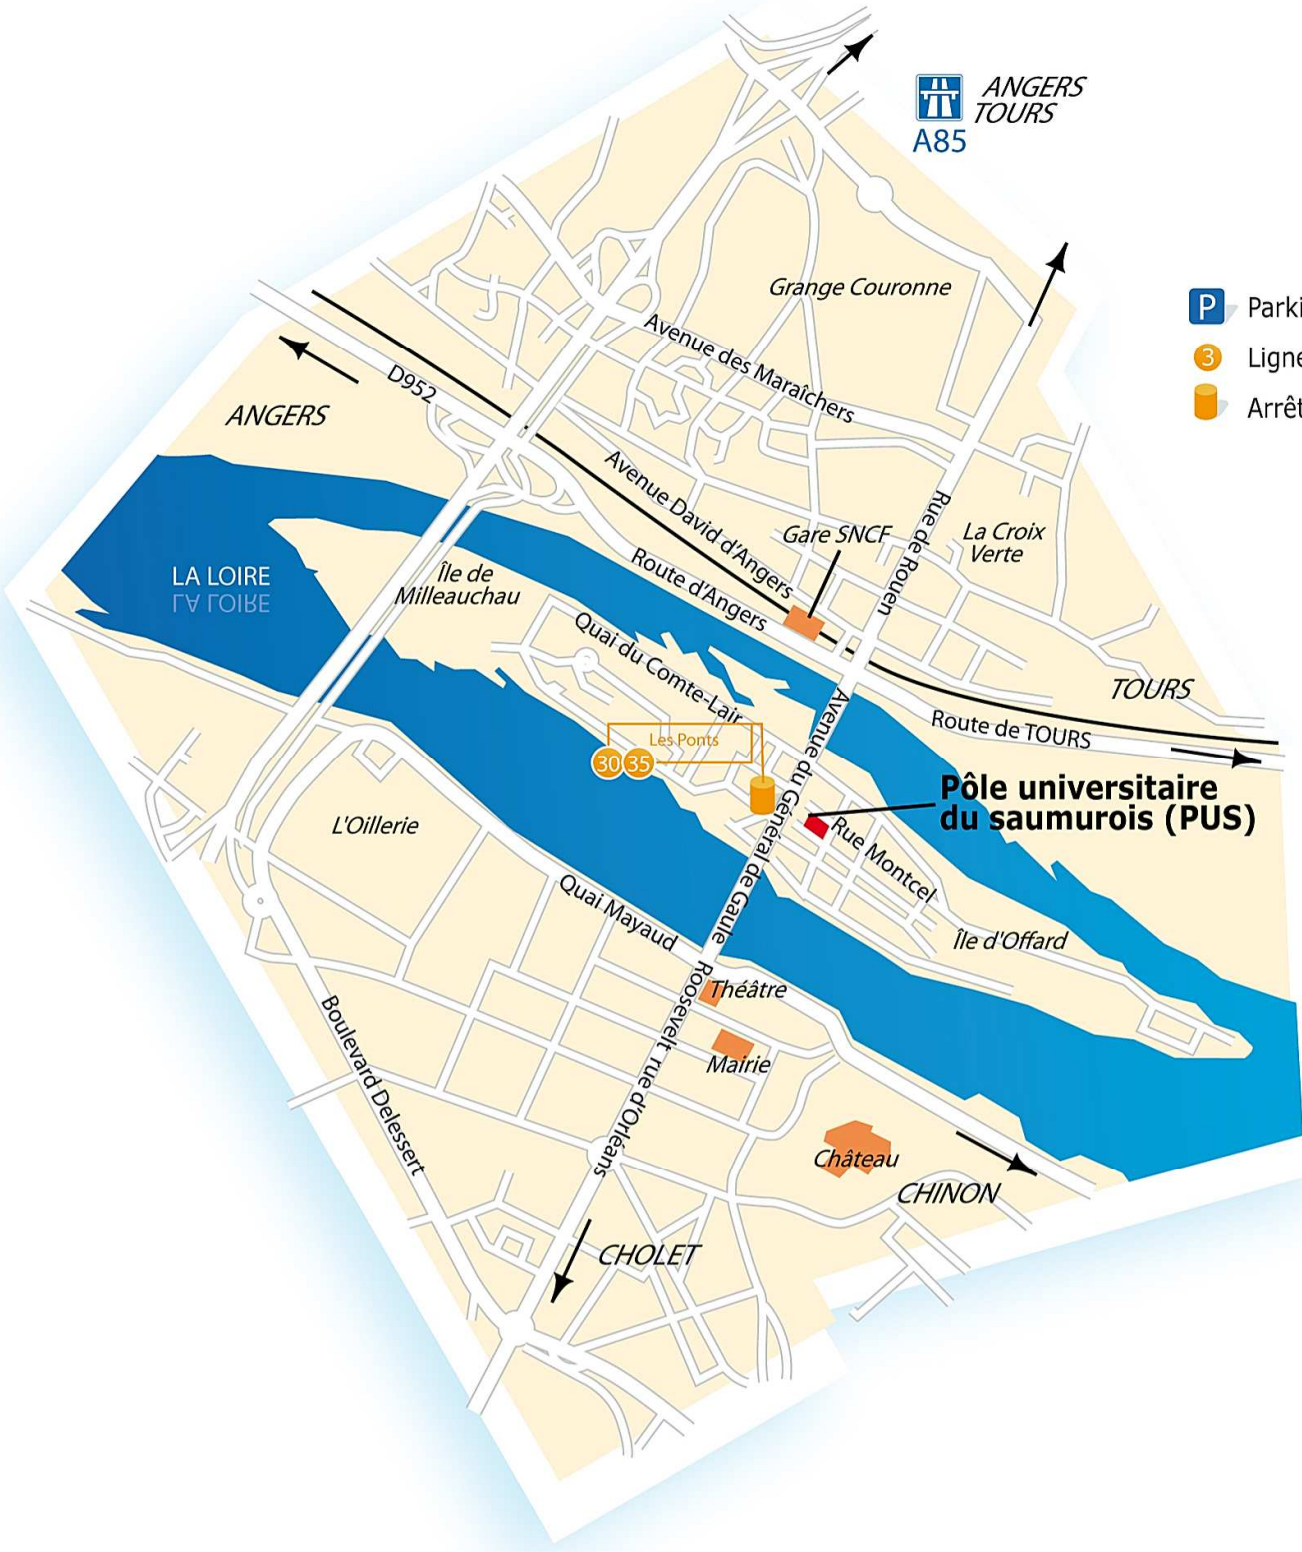 ANGERS
TOURS
A85
Grange Couronne
P
3
Avenue des Maraîchers
D952
ANGERS
Avenue David d'Angers
Rue de Rouen
Gare SNCF
La Croix
Verte
LA LOIRE
LA LOIRE
Île de
Milleauchau
Route d'Angers
Quai du Comte-Lair
TOURS
Route de TOURS
Les Ponts
30
35
Avenue du Général de Gaule
Pôle universitaire
du saumurois (PUS)
L'Oillerie
Rue Montcel
Quai Mayaud
Île d'Offard
Théâtre
Roosevelt rue d'Orléans
Mairie
Boulevard Delessert
Château
CHINON
CHOLET